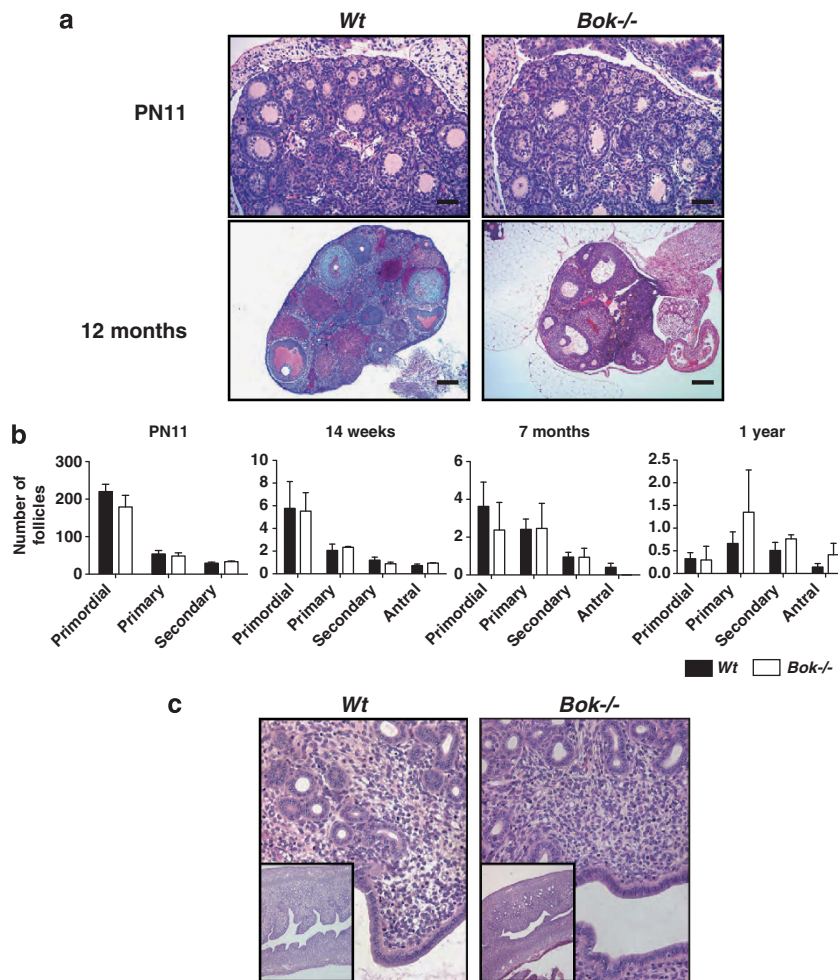 a
Wt Bok-/-
PN11
12 months
b
PN11 14 weeks 7 months 1 year
Number of
follicles
300
200
100
0
Primordial
Primary
Secondary
10
8
6
4
2
0
Primordial
Primary
Secondary
Antral
6
4
2
0
Primordial
Primary
Secondary
Antral
2.5
2.0
1.5
1.0
0.5
0.0
Primordial
Primary
Secondary
Antral
Wt Bok-/-
c
Wt Bok-/-